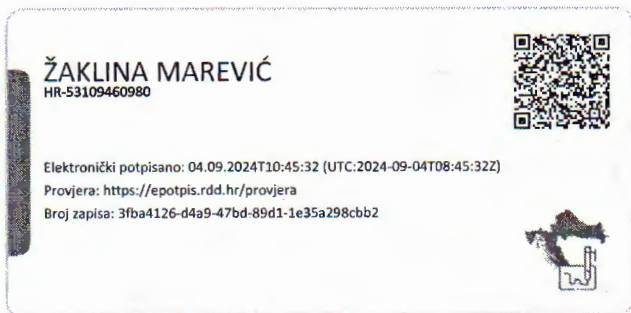 ŽAKLINA MAREVIĆ
HR-53109460980
Elektronički potpisano: 04.09.2024T10:45:32 (UTC:2024-09-04T08:45:32Z)
Provjera: https://epotpis.rdd.hr/provjera
Broj zapisa: 3fba4126-d4a9-47bd-89d1-1e35a298cbb2